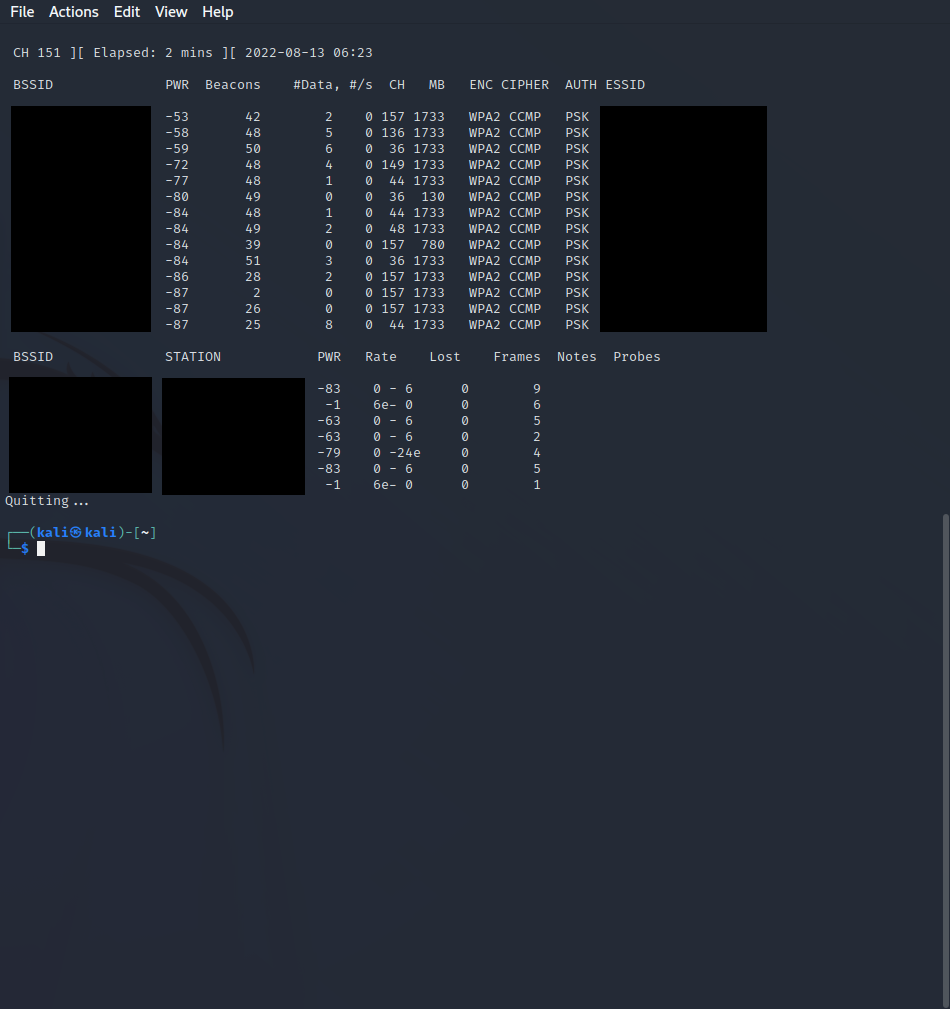 File Actions Edit View Help
CH 151 ][ Elapsed: 2 mins ][ 2022-08-13 06:23
BSSID PWR Beacons #Data, #/s CH MB ENC CIPHER AUTH ESSID
-53 42 2 0 157 1733 WPA2 CCMP PSK
-58 48 5 0 136 1733 WPA2 CCMP PSK
-59 50 6 0 36 1733 WPA2 CCMP PSK
-72 48 4 0 149 1733 WPA2 CCMP PSK
-77 48 1 0 44 1733 WPA2 CCMP PSK
-80 49 0 0 36 130 WPA2 CCMP PSK
-84 48 1 0 44 1733 WPA2 CCMP PSK
-84 49 2 0 48 1733 WPA2 CCMP PSK
-84 39 0 0 157 780 WPA2 CCMP PSK
-84 51 3 0 36 1733 WPA2 CCMP PSK
-86 28 2 0 157 1733 WPA2 CCMP PSK
-87 2 0 0 157 1733 WPA2 CCMP PSK
-87 26 0 0 157 1733 WPA2 CCMP PSK
-87 25 8 0 44 1733 WPA2 CCMP PSK
BSSID STATION PWR Rate Lost Frames Notes Probes
-83 0 - 6 0 9
-1 6e- 0 0 6
-63 0 - 6 0 5
-63 0 - 6 0 2
-79 0 -24e 0 4
-83 0 - 6 0 5
-1 6e- 0 0 1
Quitting...
┌──(kali㉿kali)-[~]
└─$